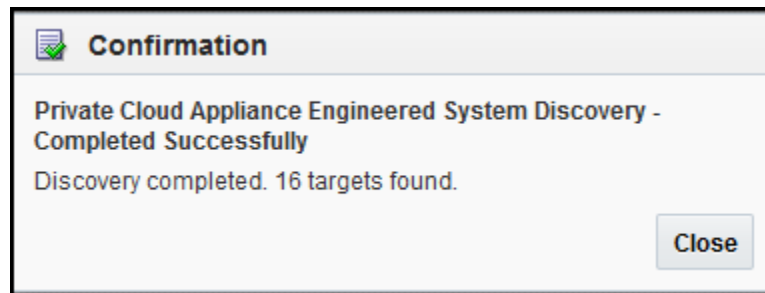 Confirmation
Private Cloud Appliance Engineered System Discovery -
Completed Successfully
Discovery completed. 16 targets found.
Close